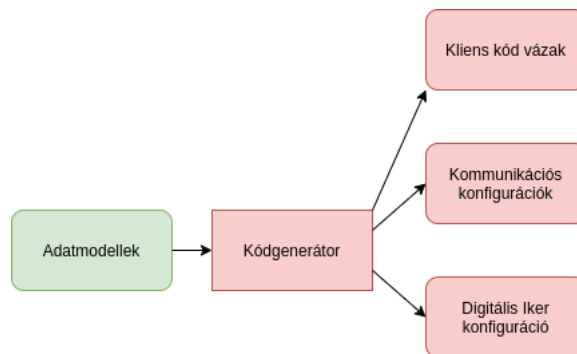 Kliens kód vázak
Kommunikációs
konfigurációk
Adatmodellek
Kódgenerátor
Digitális Iker
konfiguráció